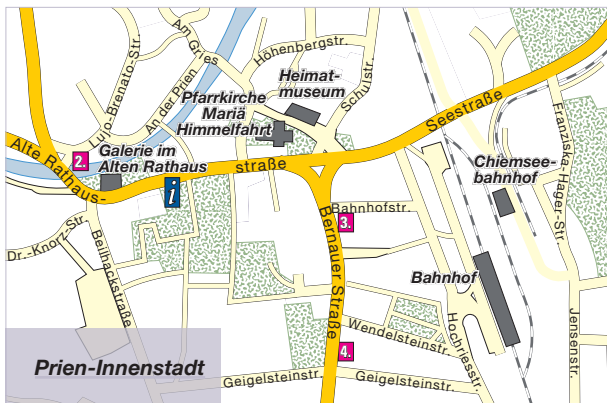 Am Gries
Höhenbergstr.
Lujo-Brenato-Str.
An der Prien
Heimat-
museum
Schulstr.
Pfarrkirche
Mariä
Himmelfahrt
Seestraße
Franziska-Hager-Str.
Alte Rathaus-
straße
2.
Galerie im
Alten Rathaus
i
Chiemsee-
bahnhof
Bahnhofstr.
3.
Bernauer Straße
Dr.-Knorz-Str.
Beilhackstraße
Bahnhof
Hochriesstr.
Jensenstr.
Wendelsteinstr.
4.
Geigelsteinstr.
Geigelsteinstr.
Prien-Innenstadt